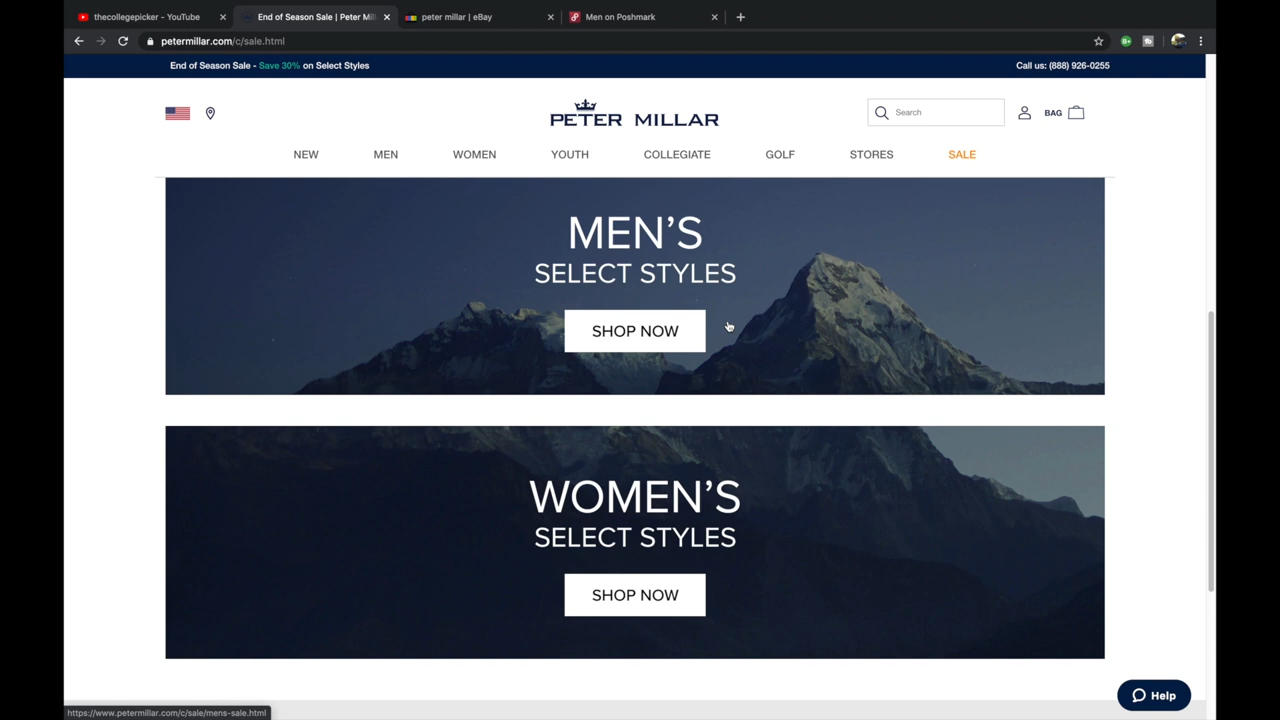 thecollegepicker - YouTube
End of Season Sale | Peter Mil
peter millar | eBay
Men on Poshmark
petermillar.com/c/sale.html
End of Season Sale - Save 30% on Select Styles
Call us: (888) 926-0255
PETER MILLAR
Search
BAG
NEW MEN WOMEN YOUTH COLLEGIATE GOLF STORES SALE
MEN'S
SELECT STYLES
SHOP NOW
WOMEN'S
SELECT STYLES
SHOP NOW
Help
https://www.petermillar.com/c/sale/mens-sale.html